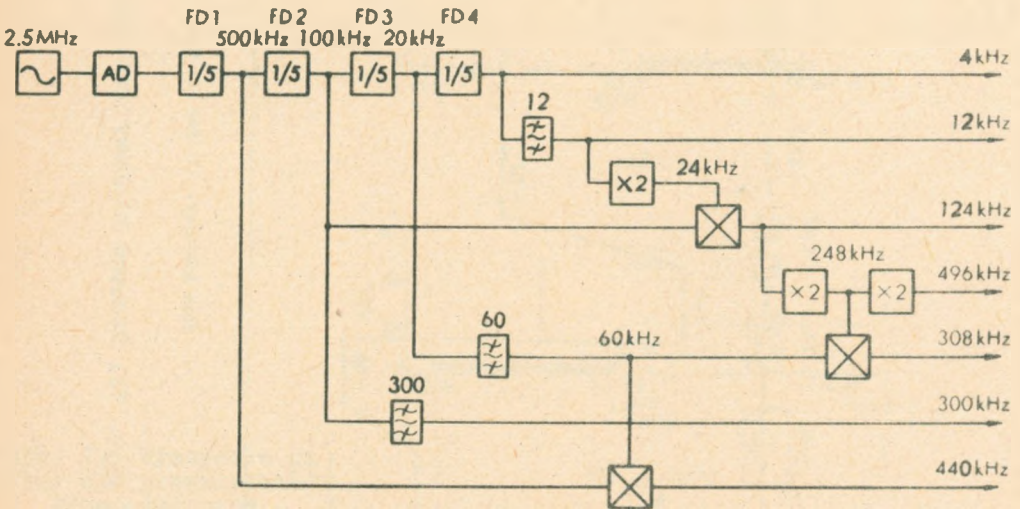 FD1 FD2 FD3 FD4
2.5MHz 500kHz 100kHz 20kHz
4kHz
AD 1/5 1/5 1/5 1/5
12
12kHz
×2 24kHz
124kHz
248kHz
×2 ×2 496kHz
60 60kHz 308kHz
300 300kHz
440kHz